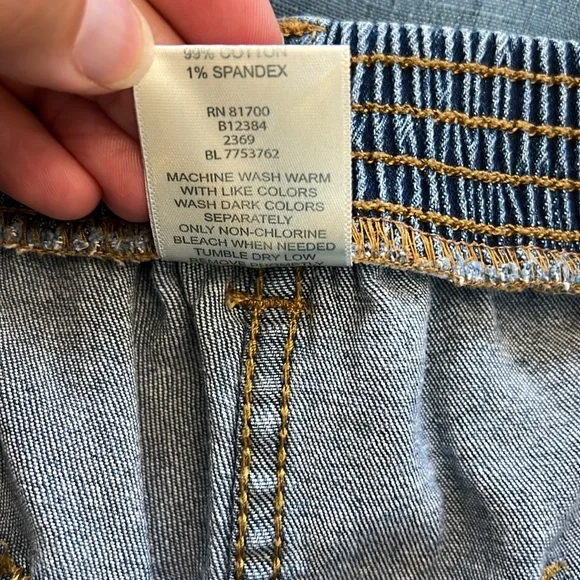 99% COTTON
1% SPANDEX
RN 81700
B12384
2369
BL 7753762
MACHINE WASH WARM
WITH LIKE COLORS
WASH DARK COLORS
SEPARATELY
ONLY NON-CHLORINE
BLEACH WHEN NEEDED
TUMBLE DRY LOW
REMOVE